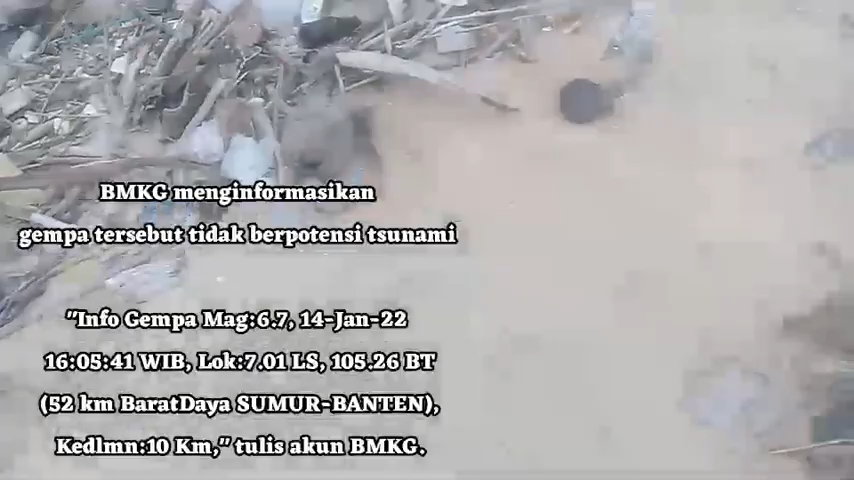 BMKG menginformasikan
gempa tersebut tidak berpotensi tsunami
"Info Gempa Mag:6.7, 14-Jan-22
16:05:41 WIB, Lok:7.01 LS, 105.26 BT
(52 km BaratDaya SUMUR-BANTEN),
Kedlmn:10 Km," tulis akun BMKG.